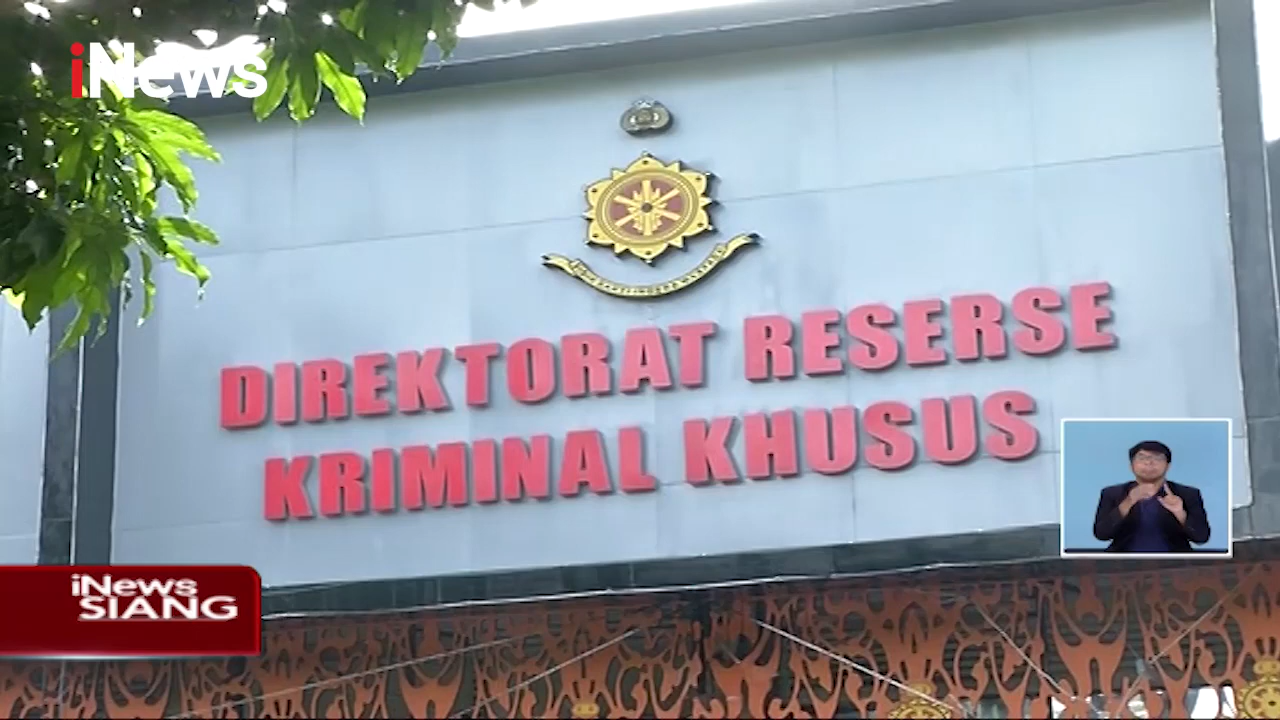 iNews
DIREKTORAT RESERSE
KRIMINAL KHUSUS
iNews
SIANG